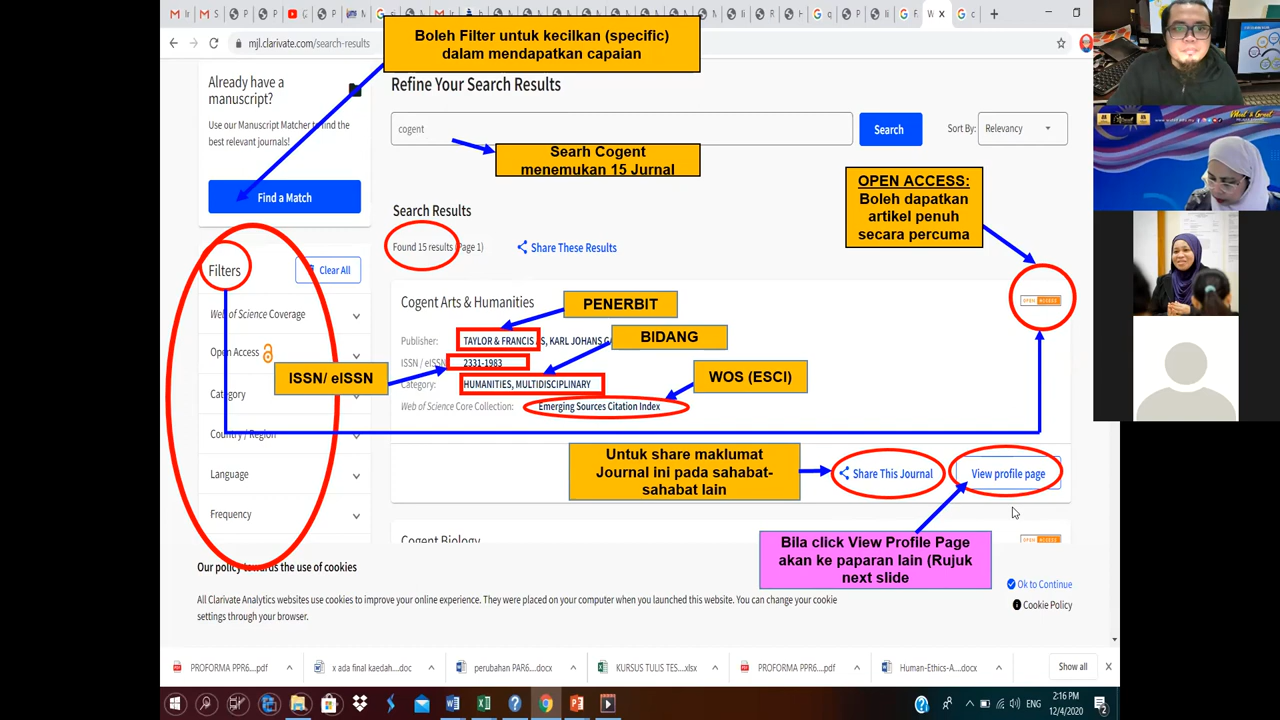 mjl.clarivate.com/search-results
Boleh Filter untuk kecilkan (specific)
dalam mendapatkan capaian
Already have a
manuscript?
Use our Manuscript Matcher to find the
best relevant journals!
Find a Match
Refine Your Search Results
cogent
Search
Sort By:
Relevancy
Searh Cogent
menemukan 15 Jurnal
OPEN ACCESS:
Boleh dapatkan
artikel penuh
secara percuma
Search Results
Found 15 results (Page 1)
Share These Results
Filters
Clear All
Web of Science Coverage
Open Access
Category
Country / Region
Language
Frequency
Cogent Arts & Humanities
OPEN ACCESS
PENERBIT
Publisher:
TAYLOR & FRANCIS AS, KARL JOHANS
BIDANG
ISSN / eISSN
2331-1983
ISSN/ eISSN
Category:
HUMANITIES, MULTIDISCIPLINARY
WOS (ESCI)
Web of Science Core Collection:
Emerging Sources Citation Index
Untuk share maklumat
Journal ini pada sahabat-
sahabat lain
Share This Journal
View profile page
Cogent Biology
OPEN ACCESS
Bila click View Profile Page
akan ke paparan lain (Rujuk
next slide
Our policy towards the use of cookies
All Clarivate Analytics websites use cookies to improve your online experience. They were placed on your computer when you launched this website. You can change your cookie
settings through your browser.
Ok to Continue
Cookie Policy
PROFORMA PPR6....pdf
x ada final kaedah....doc
perubahan PAR6....docx
KURSUS TULIS TES....xlsx
PROFORMA PPR6....pdf
Human-Ethics-A....docx
Show all
ENG
2:16 PM
12/4/2020
2